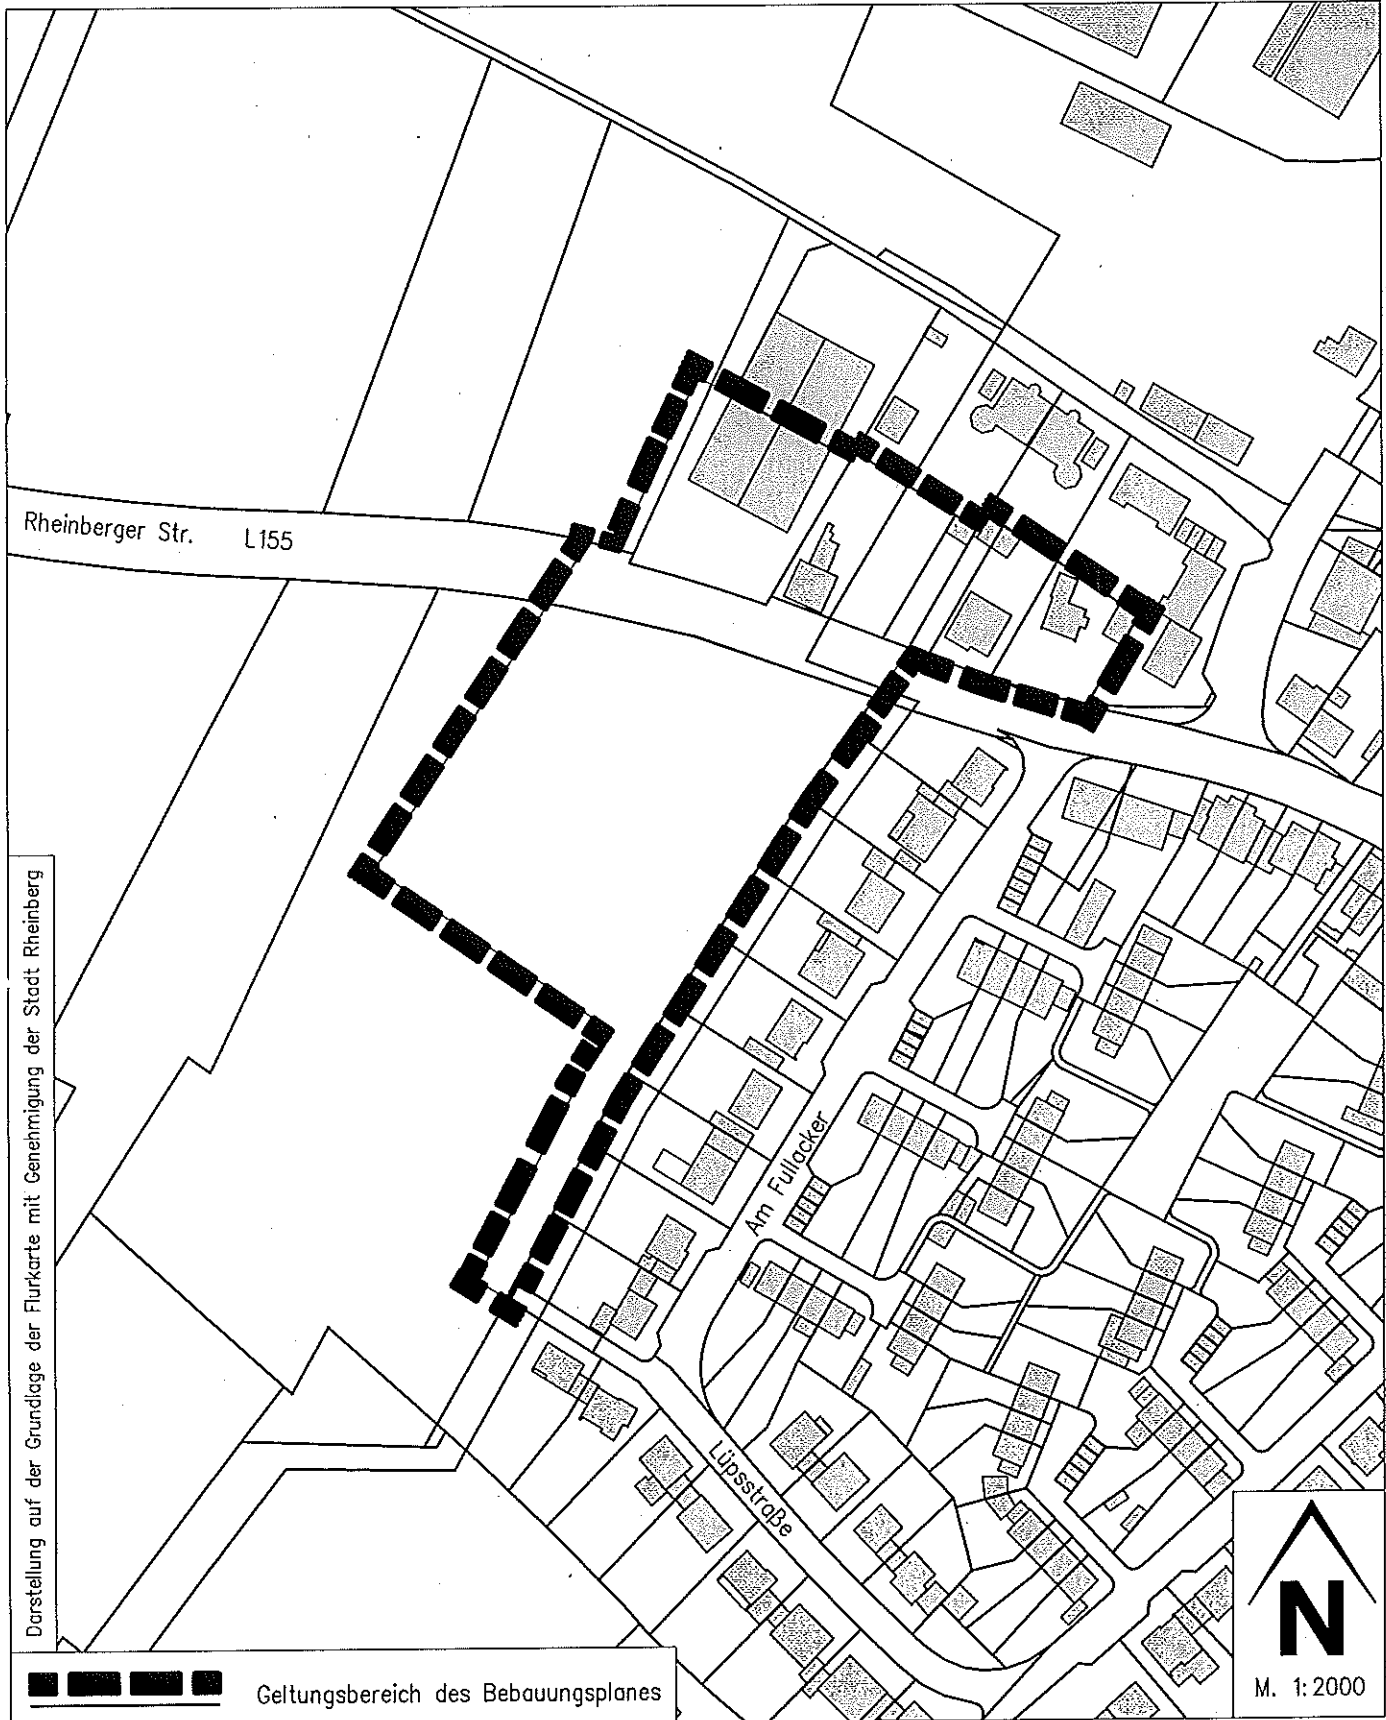 Rheinberger Str. L155
Am Fullacker
Lüpsstraße
Darstellung auf der Grundlage der Flurkarte mit Genehmigung der Stadt Rheinberg
Geltungsbereich des Bebauungsplanes
N
M. 1:2000